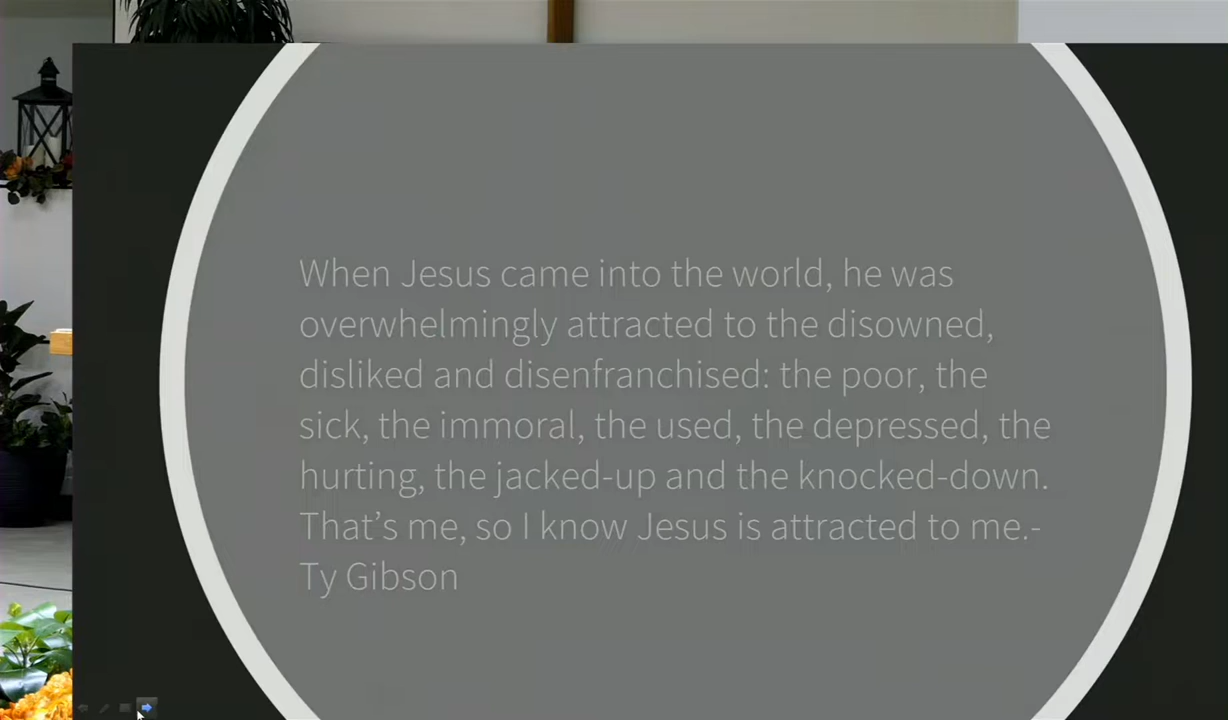 When Jesus came into the world, he was
overwhelmingly attracted to the disowned,
disliked and disenfranchised: the poor, the
sick, the immoral, the used, the depressed, the
hurting, the jacked-up and the knocked-down.
That’s me, so I know Jesus is attracted to me.-
Ty Gibson